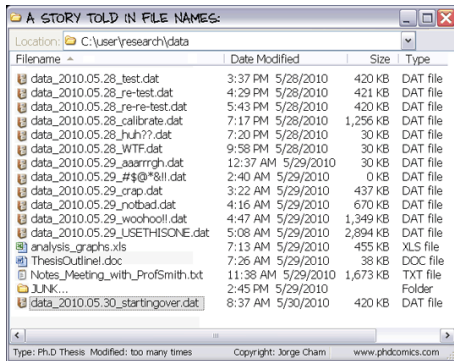 A STORY TOLD IN FILE NAMES:
Location: C:\user\research\data
Filename Date Modified Size Type
data_2010.05.28_test.dat 3:37 PM 5/28/2010 420 KB DAT file
data_2010.05.28_re-test.dat 4:29 PM 5/28/2010 421 KB DAT file
data_2010.05.28_re-re-test.dat 5:43 PM 5/28/2010 420 KB DAT file
data_2010.05.28_calibrate.dat 7:17 PM 5/28/2010 1,256 KB DAT file
data_2010.05.28_huh??.dat 7:20 PM 5/28/2010 30 KB DAT file
data_2010.05.28_WTF.dat 9:58 PM 5/28/2010 30 KB DAT file
data_2010.05.29_aaarrrgh.dat 12:37 AM 5/29/2010 30 KB DAT file
data_2010.05.29_#$@*&!!.dat 2:40 AM 5/29/2010 0 KB DAT file
data_2010.05.29_crap.dat 3:22 AM 5/29/2010 437 KB DAT file
data_2010.05.29_notbad.dat 4:16 AM 5/29/2010 670 KB DAT file
data_2010.05.29_woohoo!!.dat 4:47 AM 5/29/2010 1,349 KB DAT file
data_2010.05.29_USETHISONE.dat 5:08 AM 5/29/2010 2,894 KB DAT file
analysis_graphs.xls 7:13 AM 5/29/2010 455 KB XLS file
ThesisOutline!.doc 7:26 AM 5/29/2010 38 KB DOC file
Notes_Meeting_with_ProfSmith.txt 11:38 AM 5/29/2010 1,673 KB TXT file
JUNK... 2:45 PM 5/29/2010 Folder
data_2010.05.30_startingover.dat 8:37 AM 5/30/2010 420 KB DAT file
Type: Ph.D Thesis Modified: too many times Copyright: Jorge Cham www.phdcomics.com